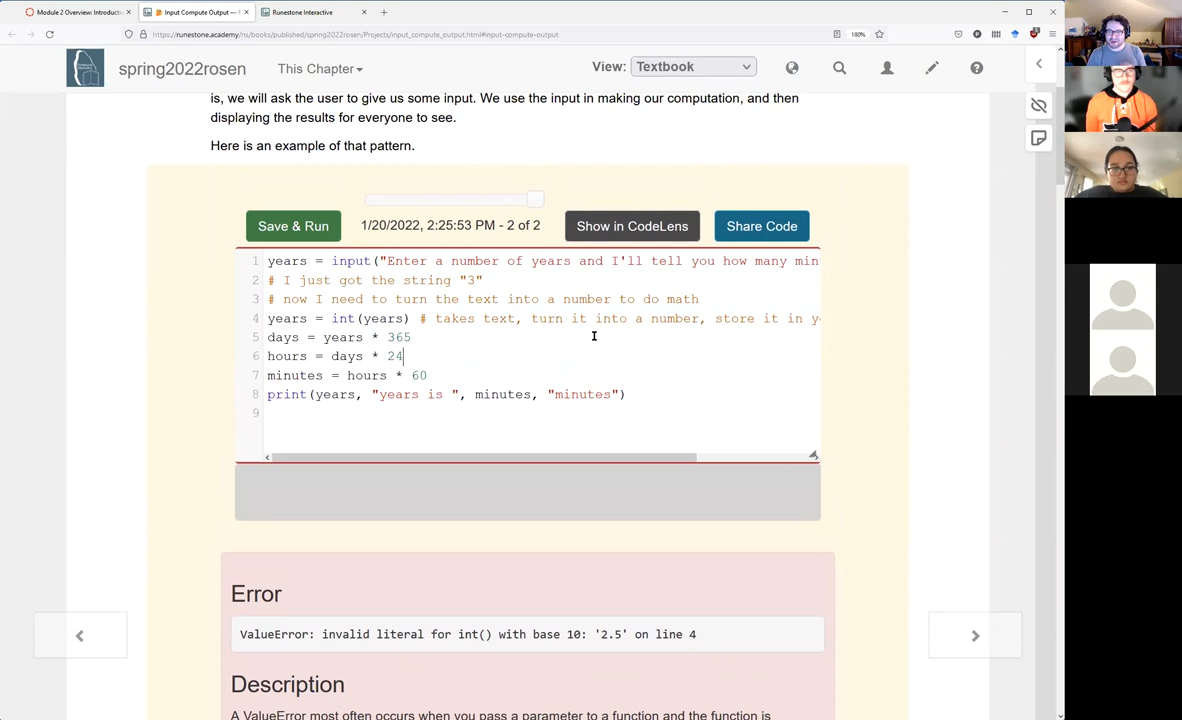 Module 2 Overview: Introducti
Input Compute Output —
Runestone Interactive
https://runestone.academy/ns/books/published/spring2022rosen/Projects/input_compute_output.html#input-compute-output
180%
spring2022rosen
This Chapter
View:
Textbook
is, we will ask the user to give us some input. We use the input in making our computation, and then
displaying the results for everyone to see.
Here is an example of that pattern.
Save & Run
1/20/2022, 2:25:53 PM - 2 of 2
Show in CodeLens
Share Code
1 years = input("Enter a number of years and I'll tell you how many min
2 # I just got the string "3"
3 # now I need to turn the text into a number to do math
4 years = int(years) # takes text, turn it into a number, store it in y
5 days = years * 365
6 hours = days * 24
7 minutes = hours * 60
8 print(years, "years is ", minutes, "minutes")
9
Error
ValueError: invalid literal for int() with base 10: '2.5' on line 4
Description
A ValueError most often occurs when you pass a parameter to a function and the function is